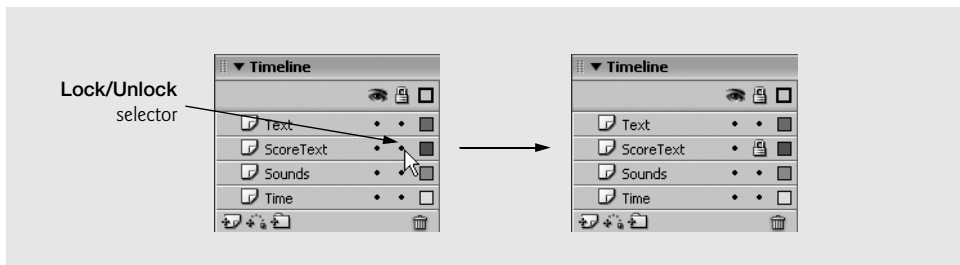 Lock/Unlock
selector
Timeline
Text
ScoreText
Sounds
Time
Timeline
Text
ScoreText
Sounds
Time